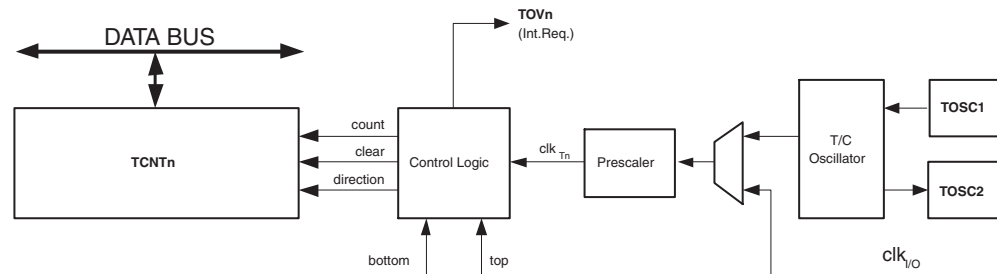 TOVn
(Int.Req.)
DATA BUS
TCNTn
count
clear
direction
Control Logic
clkTn
Prescaler
T/C
Oscillator
TOSC1
TOSC2
bottom
top
clkI/O